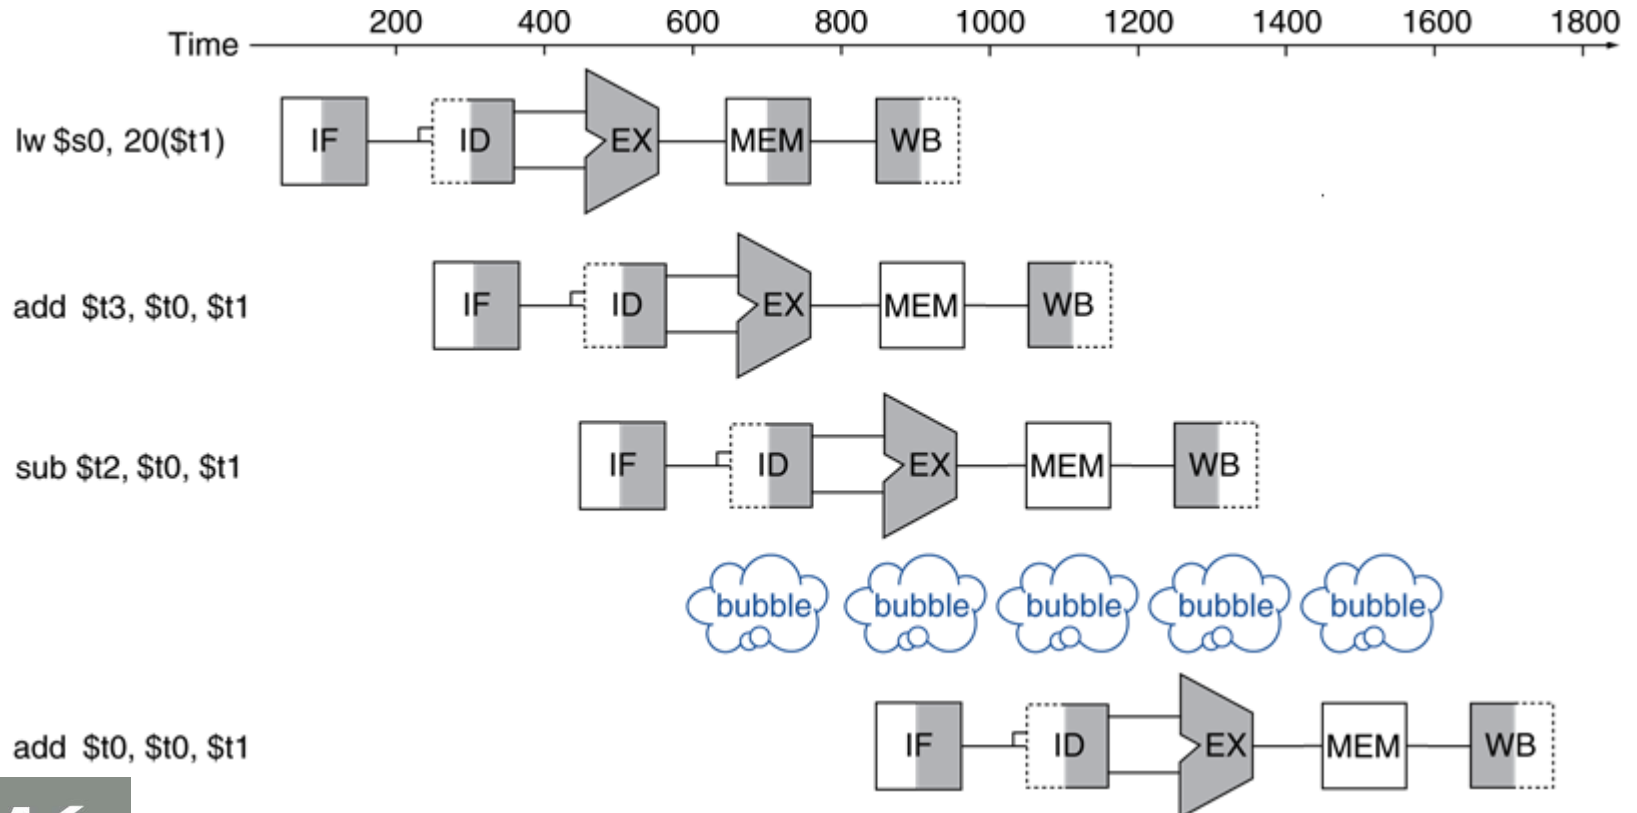 200 400 600 800 1000 1200 1400 1600 1800
Time
lw $s0, 20($t1) IF ID EX MEM WB
add $t3, $t0, $t1 IF ID EX MEM WB
sub $t2, $t0, $t1 IF ID EX MEM WB
bubble bubble bubble bubble bubble
add $t0, $t0, $t1 IF ID EX MEM WB